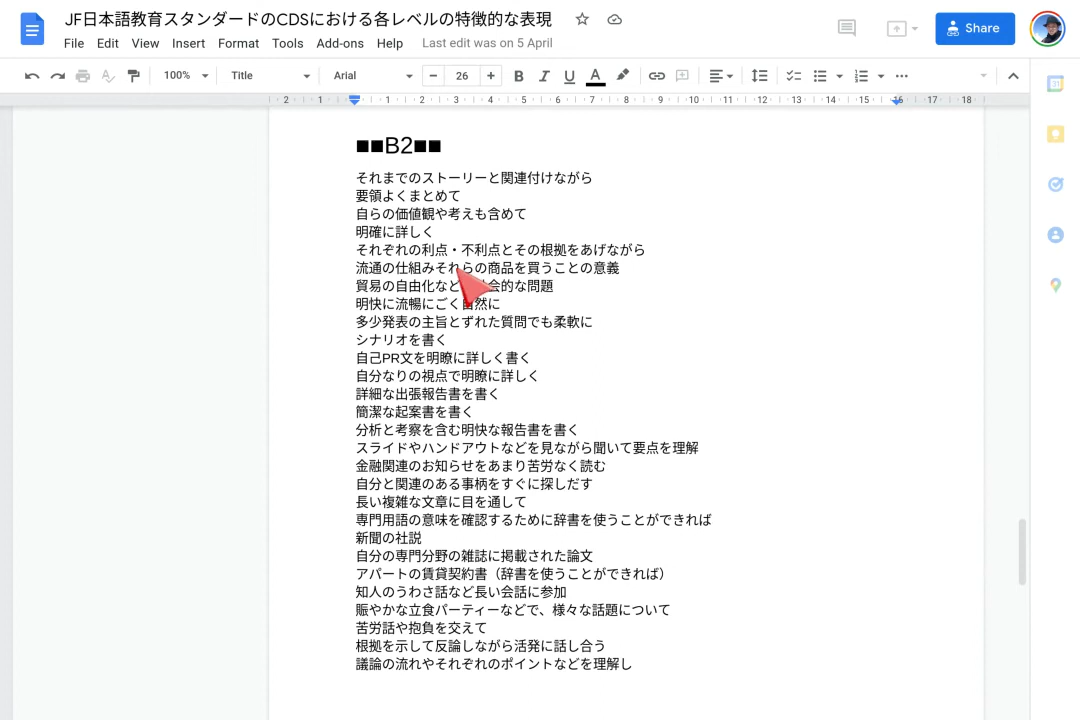 JF日本語教育スタンダードのCDSにおける各レベルの特徴的な表現
File Edit View Insert Format Tools Add-ons Help Last edit was on 5 April
Share
100% Title Arial 26 B I U A
2 1 1 2 3 4 5 6 7 8 9 10 11 12 13 14 15 16 17 18
■■B2■■
それまでのストーリーと関連付けながら
要領よくまとめて
自らの価値観や考えも含めて
明確に詳しく
それぞれの利点・不利点とその根拠をあげながら
流通の仕組みそれらの商品を買うことの意義
貿易の自由化など 的な問題
明快に流暢にごく自然に
多少発表の主旨とずれた質問でも柔軟に
シナリオを書く
自己PR文を明瞭に詳しく書く
自分なりの視点で明瞭に詳しく
詳細な出張報告書を書く
簡潔な起案書を書く
分析と考察を含む明快な報告書を書く
スライドやハンドアウトなどを見ながら聞いて要点を理解
金融関連のお知らせをあまり苦労なく読む
自分と関連のある事柄をすぐに探しだす
長い複雑な文章に目を通して
専門用語の意味を確認するために辞書を使うことができれば
新聞の社説
自分の専門分野の雑誌に掲載された論文
アパートの賃貸契約書（辞書を使うことができれば）
知人のうわさ話など長い会話に参加
賑やかな立食パーティーなどで、様々な話題について
苦労話や抱負を交えて
根拠を示して反論しながら活発に話し合う
議論の流れやそれぞれのポイントなどを理解し